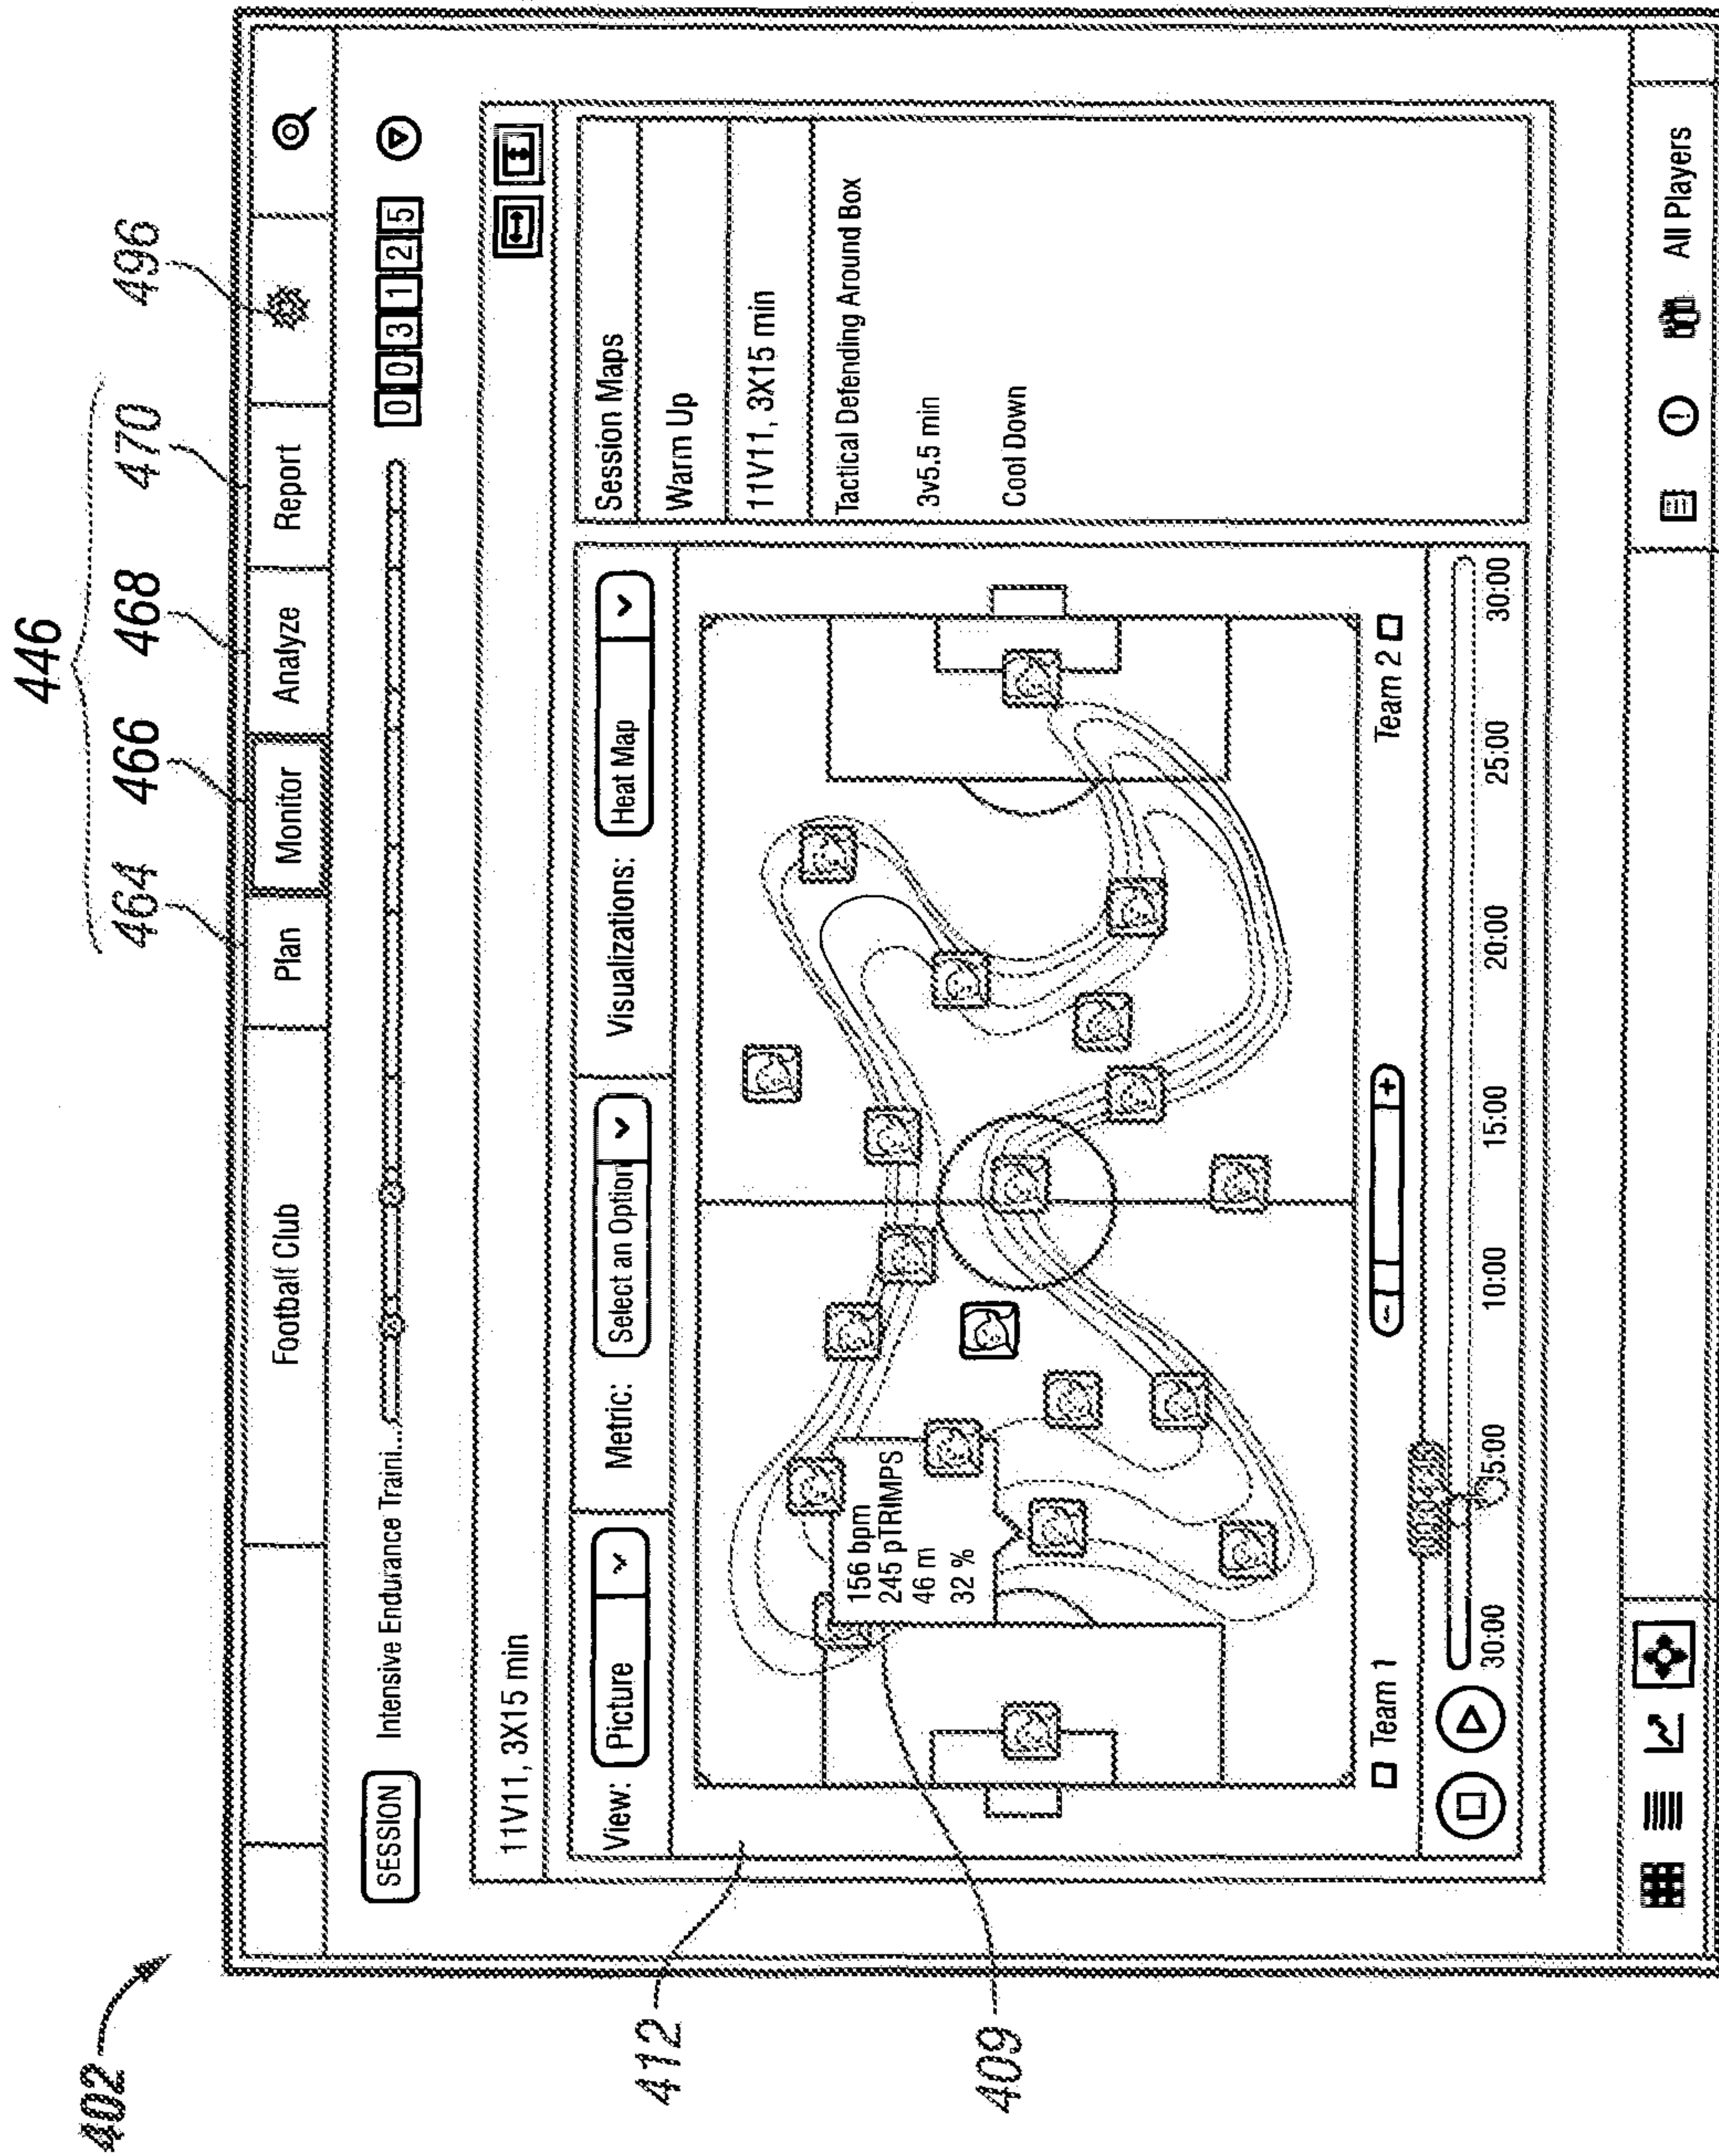 402
446
464 466 468 470 496
Football Club Plan Monitor Analyze Report
SESSION Intensive Endurance Traini... 0 0 3 1 1 2 5
11V11, 3X15 min
View: Picture Metric: Select an Option Visualizations: Heat Map
Session Maps
Warm Up
11V11, 3X15 min
Tactical Defending Around Box
3v5.5 min
Cool Down
156 bpm
245 pTRIMPS
46 m
32 %
412
409
Team 1 - + Team 2
30:00 5:00 10:00 15:00 20:00 25:00 30:00
All Players